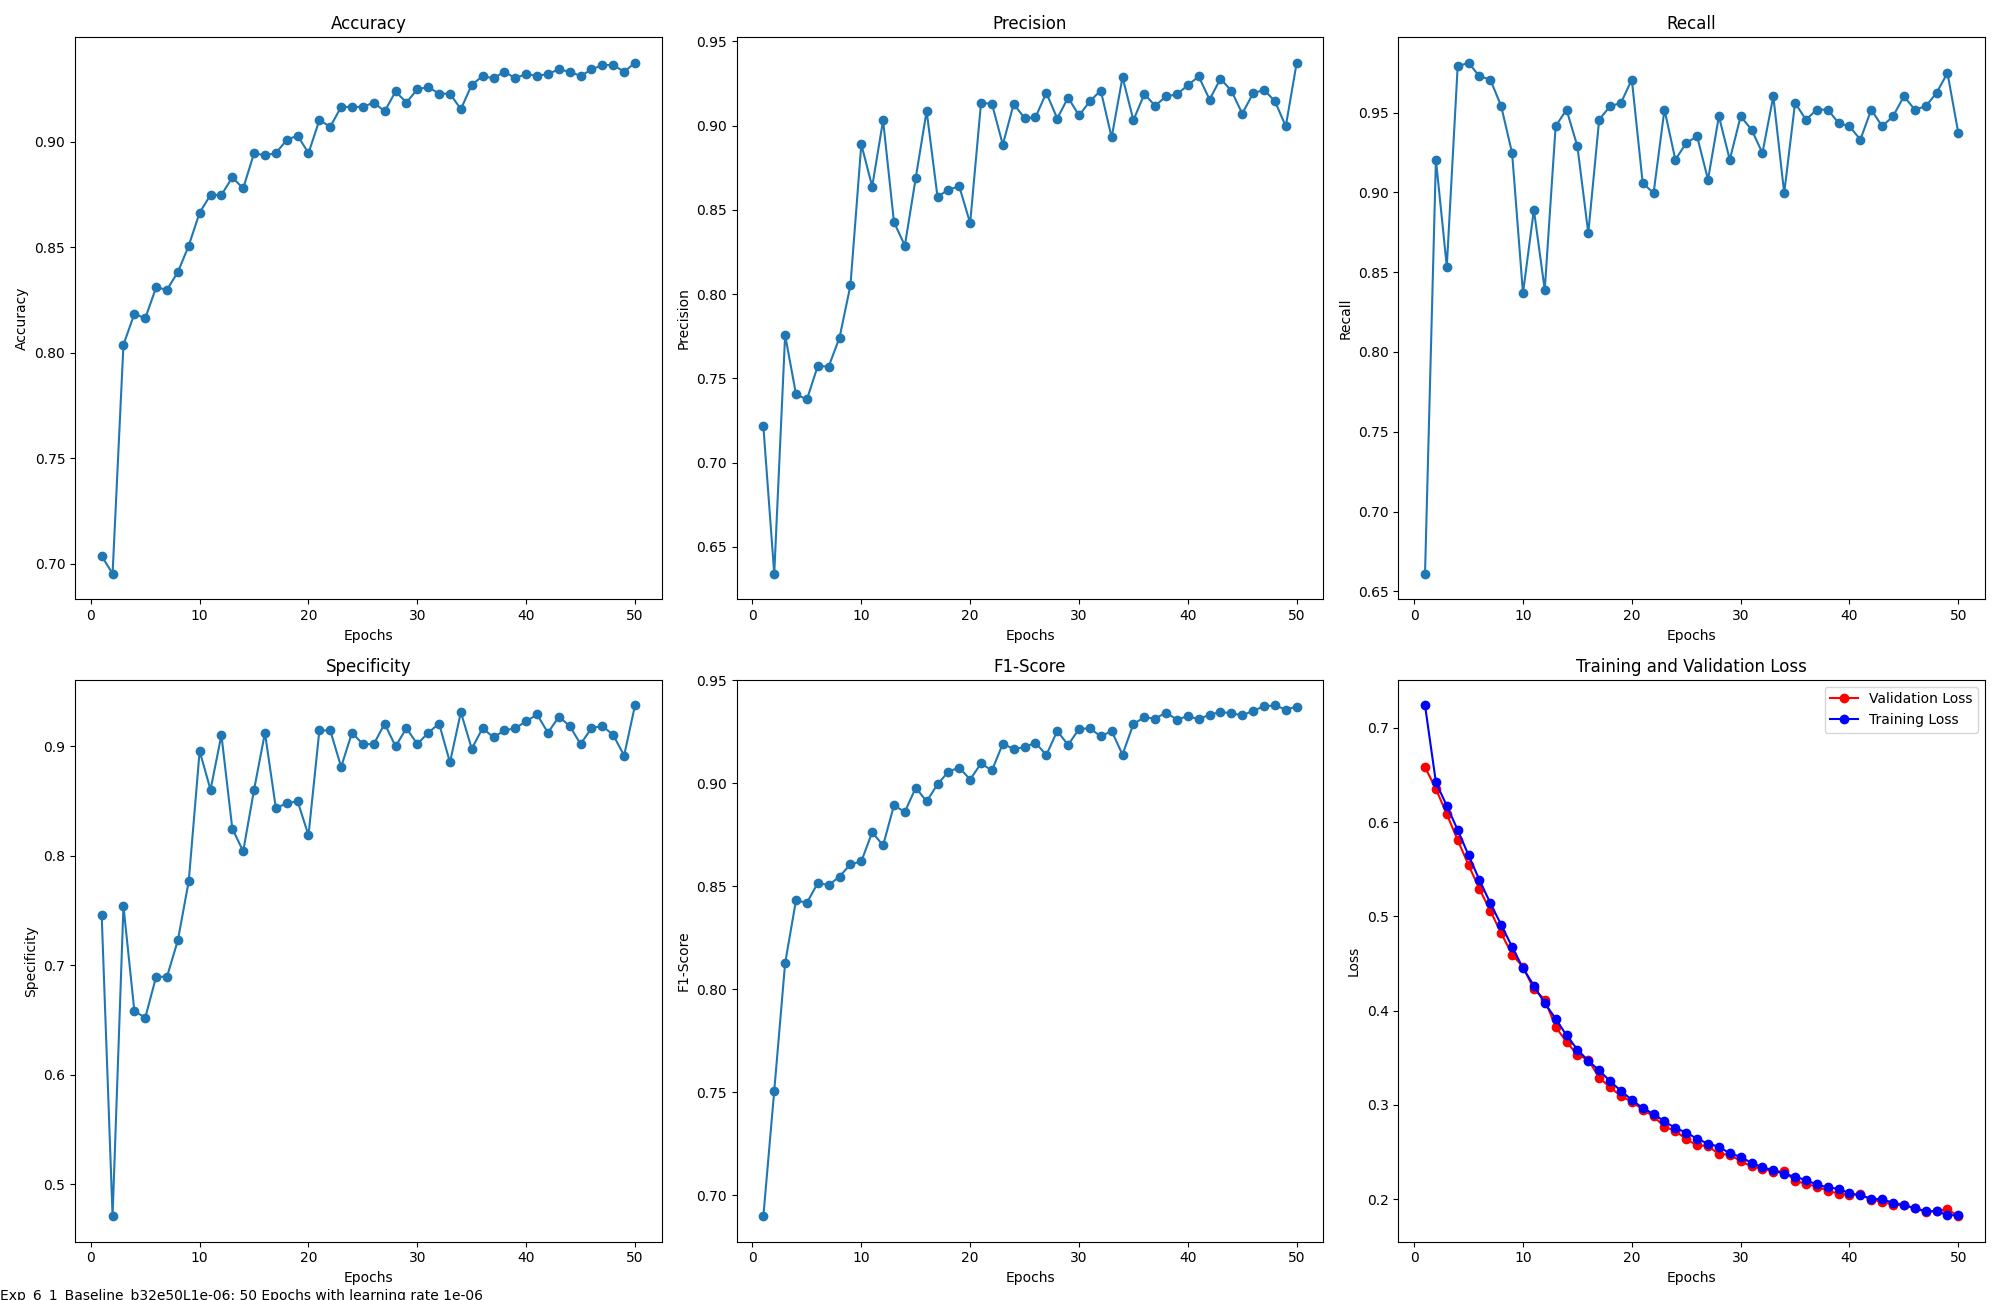 Accuracy
Accuracy
0.90
0.85
0.80
0.75
0.70
0 10 20 30 40 50
Epochs
Precision
Precision
0.95
0.90
0.85
0.80
0.75
0.70
0.65
0 10 20 30 40 50
Epochs
Recall
Recall
0.95
0.90
0.85
0.80
0.75
0.70
0.65
0 10 20 30 40 50
Epochs
Specificity
Specificity
0.9
0.8
0.7
0.6
0.5
0 10 20 30 40 50
Epochs
F1-Score
F1-Score
0.95
0.90
0.85
0.80
0.75
0.70
0 10 20 30 40 50
Epochs
Training and Validation Loss
Validation Loss
Training Loss
Loss
0.7
0.6
0.5
0.4
0.3
0.2
0 10 20 30 40 50
Epochs
Exp_6_1_Baseline_b32e50L1e-06: 50 Epochs with learning rate 1e-06